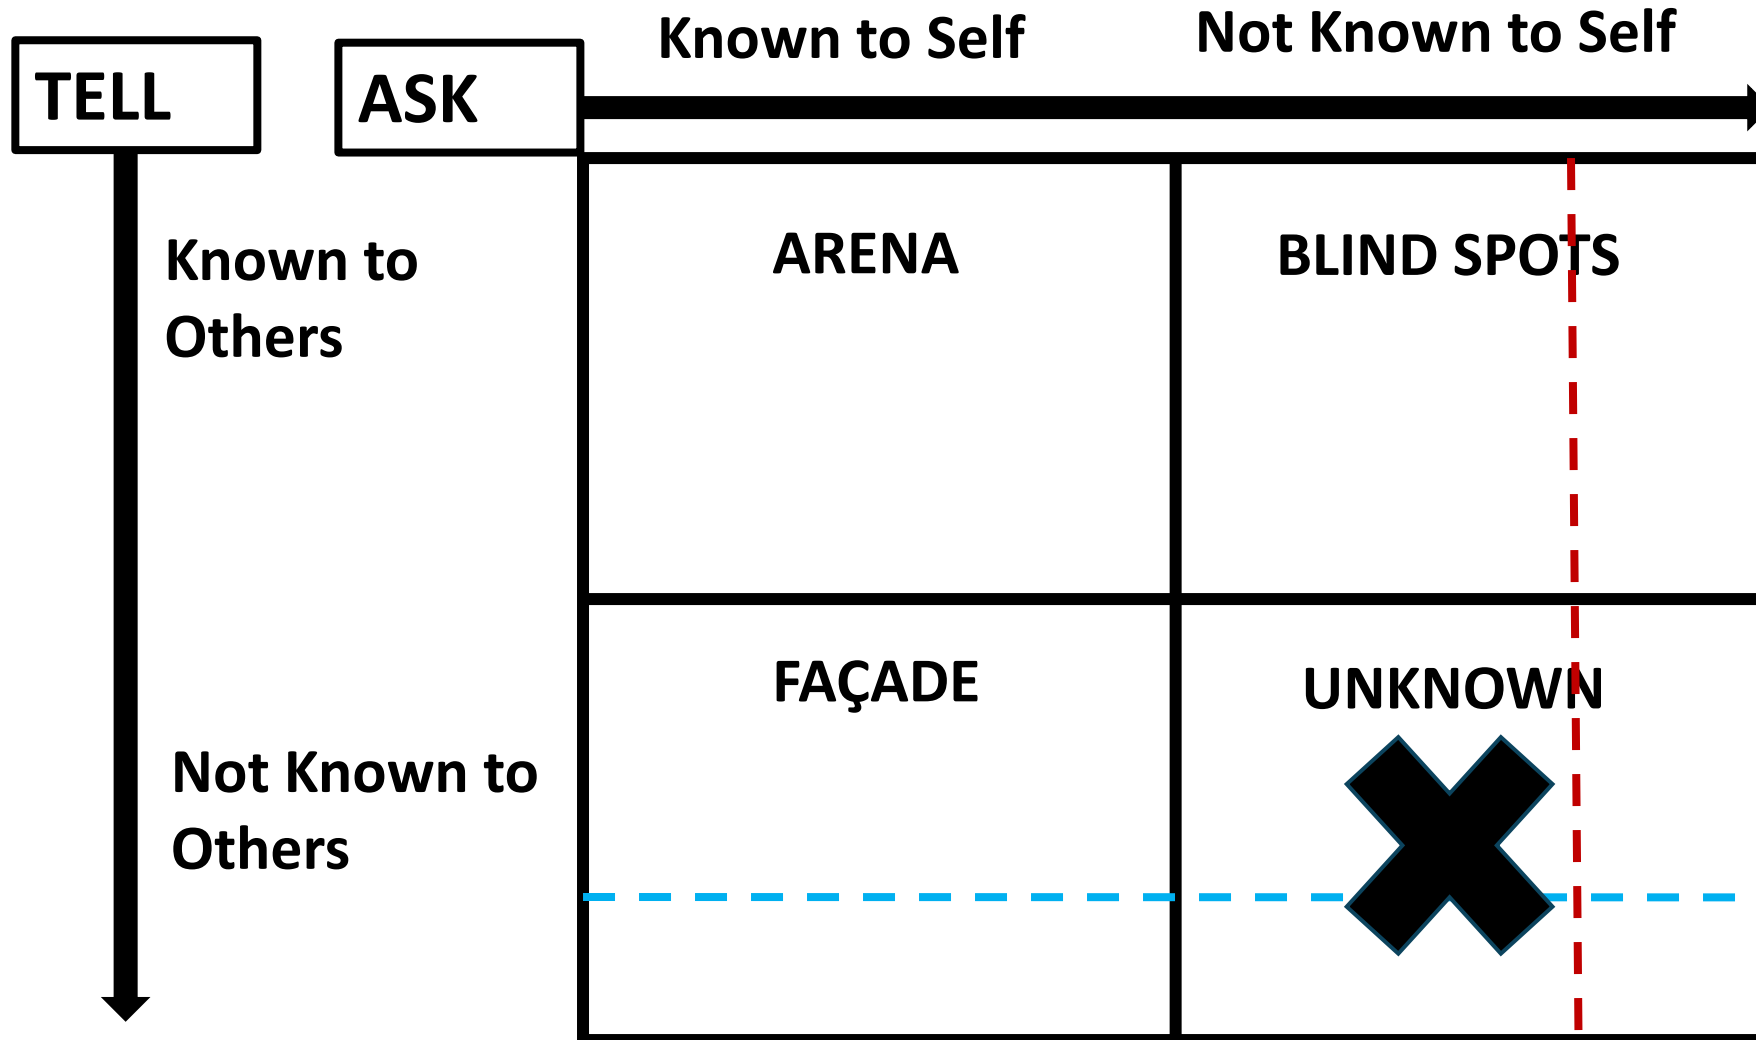 TELL
ASK
Known to Self
Not Known to Self
Known to
Others
ARENA
BLIND SPOTS
Not Known to
Others
FAÇADE
UNKNOWN